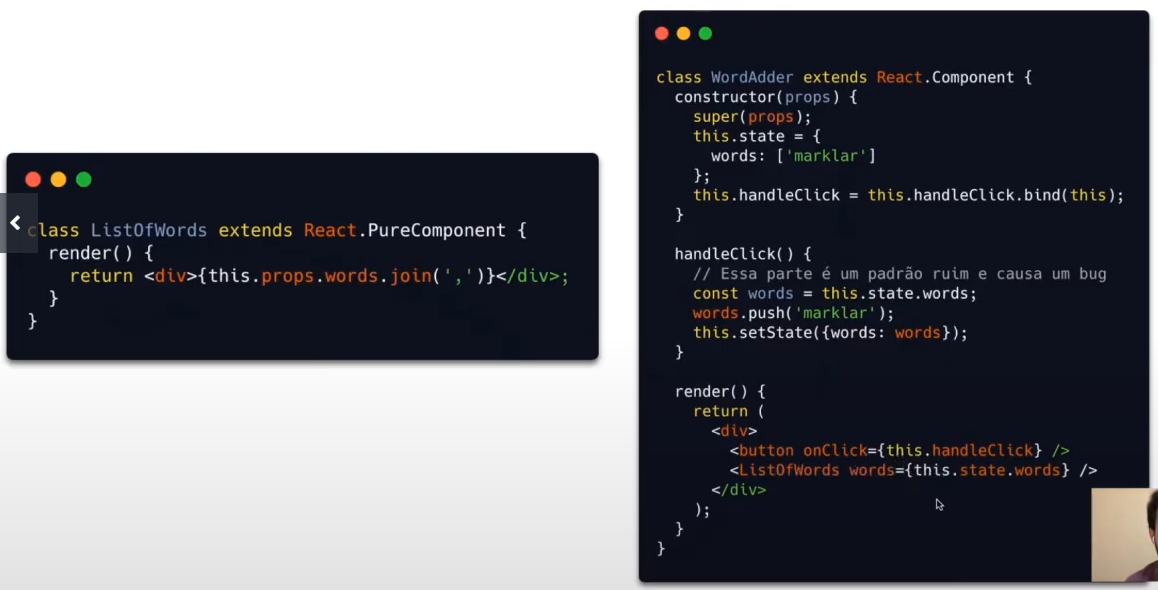 class ListOfWords extends React.PureComponent {
render() {
return <div>{this.props.words.join(',')}</div>;
}
}
class WordAdder extends React.Component {
constructor(props) {
super(props);
this.state = {
words: ['marklar']
};
this.handleClick = this.handleClick.bind(this);
}
handleClick() {
// Essa parte é um padrão ruim e causa um bug
const words = this.state.words;
words.push('marklar');
this.setState({words: words});
}
render() {
return (
<div>
<button onClick={this.handleClick} />
<ListOfWords words={this.state.words} />
</div>
);
}
}